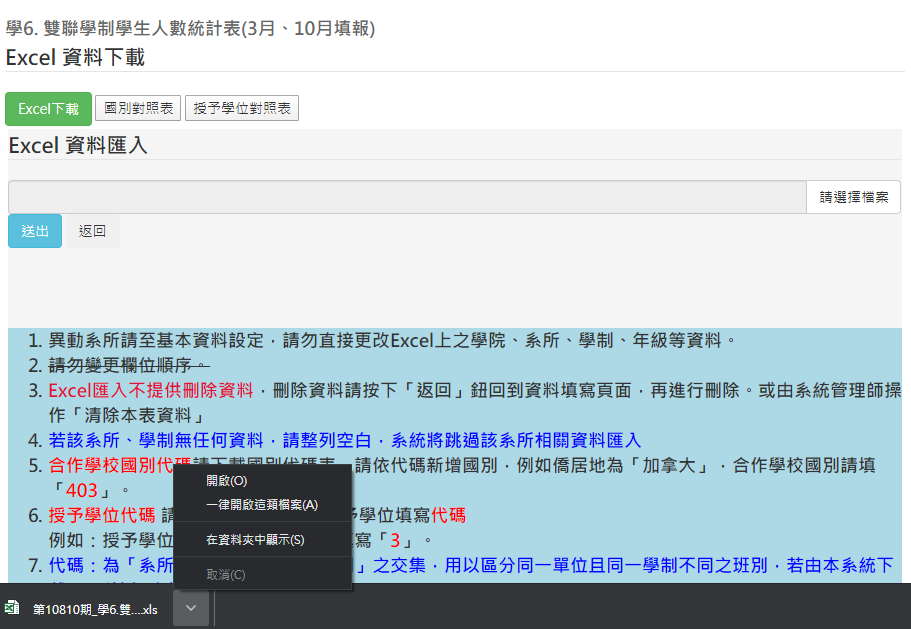 學6. 雙聯學制學生人數統計表(3月、10月填報)
Excel 資料下載
Excel下載 國別對照表 授予學位對照表
Excel 資料匯入
請選擇檔案
送出 返回
1. 異動系所請至基本資料設定，請勿直接更改Excel上之學院、系所、學制、年級等資料。
2. 請勿變更欄位順序。
3. Excel匯入不提供刪除資料，刪除資料請按下「返回」鈕回到資料填寫頁面，再進行刪除。或由系統管理師操
作「清除本表資料」
4. 若該系所、學制無任何資料，請整列空白，系統將跳過該系所相關資料匯入
5. 合作學校國別代碼請下載國別代碼表，請依代碼新增國別，例如僑居地為「加拿大」，合作學校國別請填
「403」。
6. 授予學位代碼 請 學位填寫代碼
例如：授予學位 寫「3」。
7. 代碼：為「系所 」之交集，用以區分同一單位且同一學制不同之班別，若由本系統下
開啟(O)
一律開啟這類檔案(A)
在資料夾中顯示(S)
取消(C)
第10810期_學6.雙....xls